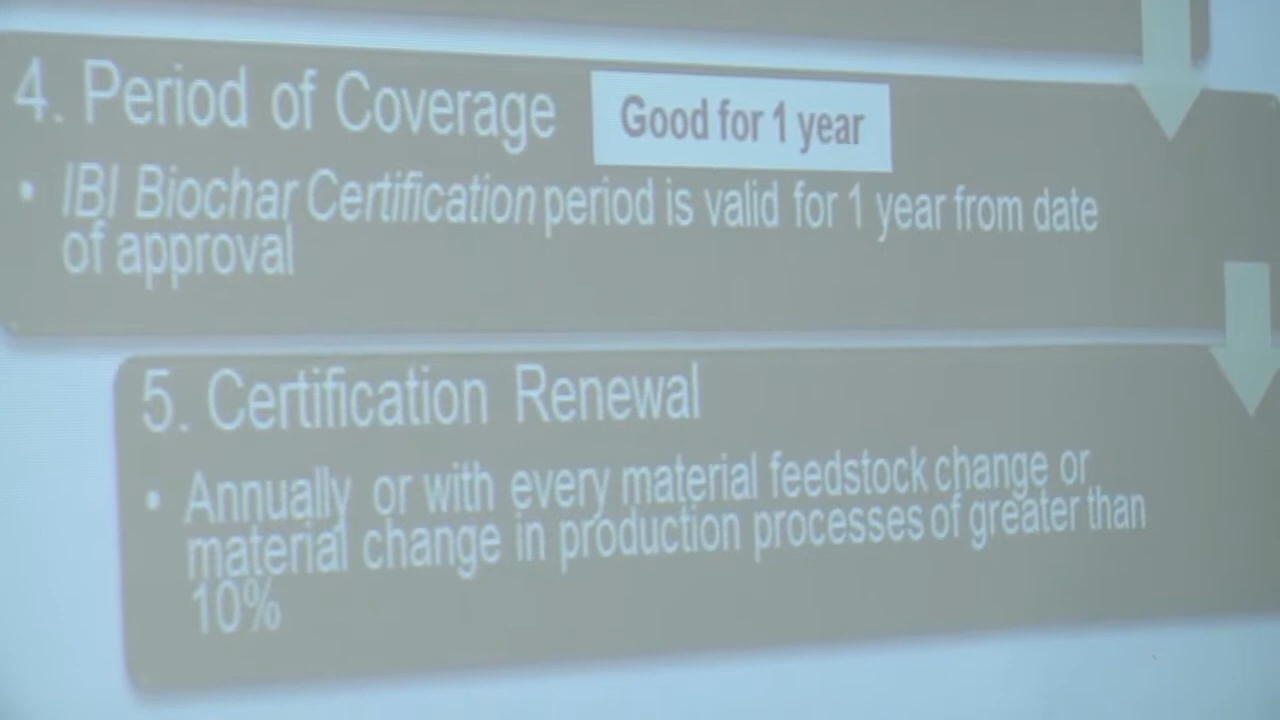 4. Period of Coverage
Good for 1 year
• IBI Biochar Certification period is valid for 1 year from date
of approval
5. Certification Renewal
• Annually or with every material feedstock change or
material change in production processes of greater than
10%